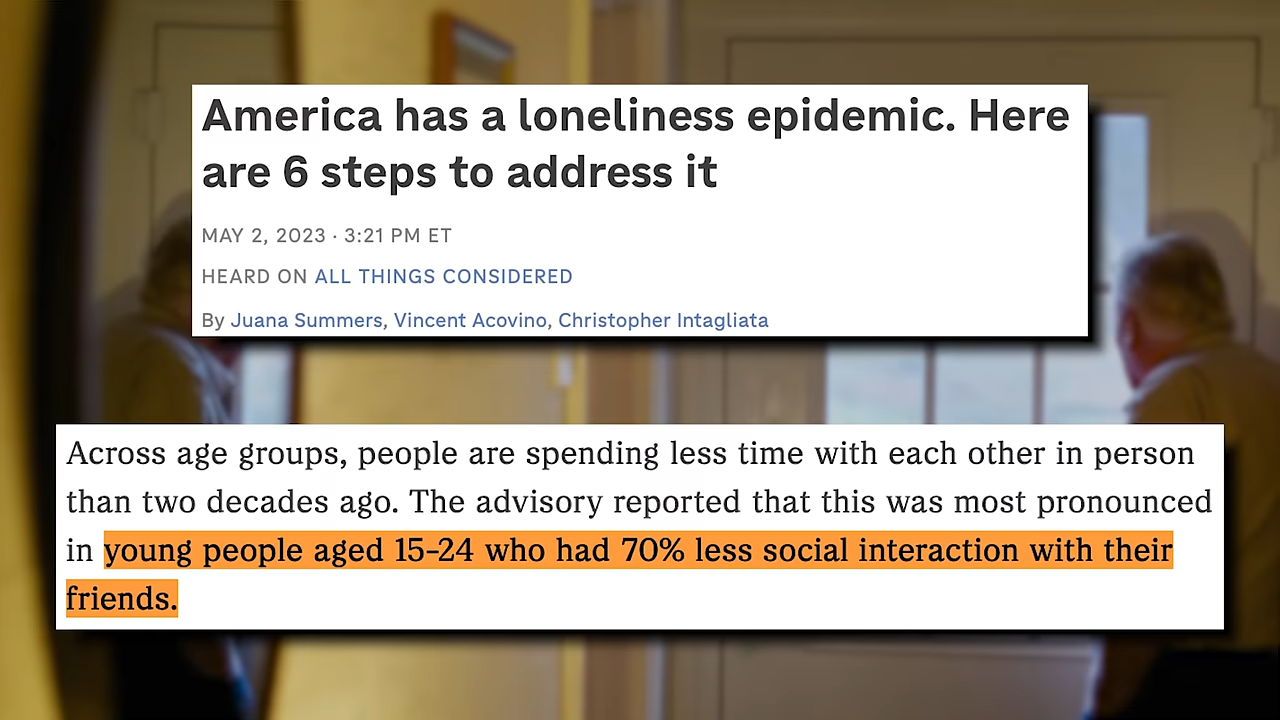 America has a loneliness epidemic. Here
are 6 steps to address it
MAY 2, 2023 · 3:21 PM ET
HEARD ON ALL THINGS CONSIDERED
By Juana Summers, Vincent Acovino, Christopher Intagliata
Across age groups, people are spending less time with each other in person
than two decades ago. The advisory reported that this was most pronounced
in young people aged 15-24 who had 70% less social interaction with their
friends.